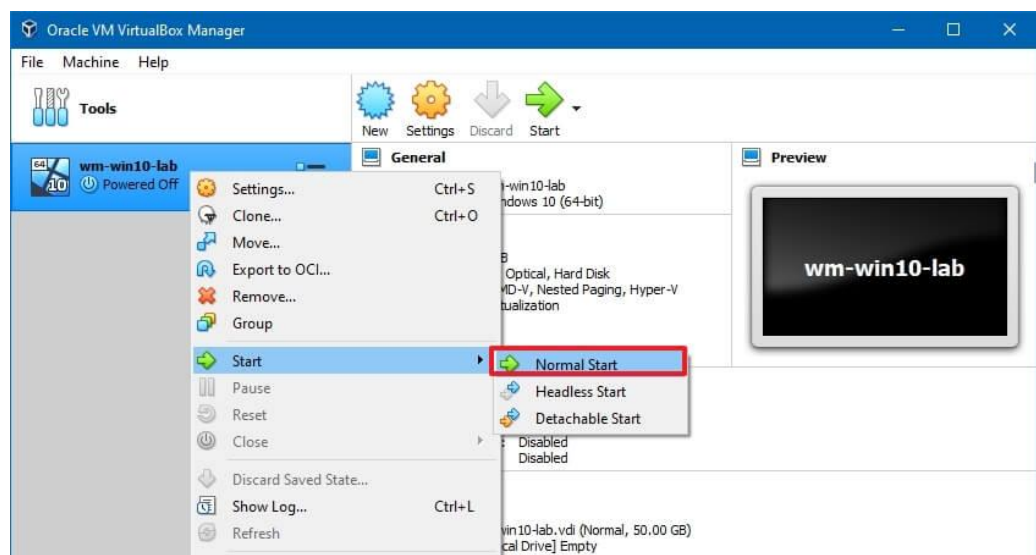 Oracle VM VirtualBox Manager
File Machine Help
Tools
New Settings Discard Start
General
Preview
64
10
wm-win10-lab
Powered Off
-win10-lab
ndows 10 (64-bit)
Settings... Ctrl+S
Clone... Ctrl+O
Move...
Export to OCI...
Remove...
Group
Start
Pause
Reset
Close
Discard Saved State...
Show Log... Ctrl+L
Refresh
B
Optical, Hard Disk
MD-V, Nested Paging, Hyper-V
tualization
wm-win10-lab
Normal Start
Headless Start
Detachable Start
: Disabled
Disabled
vin10-lab.vdi (Normal, 50.00 GB)
cal Drive] Empty